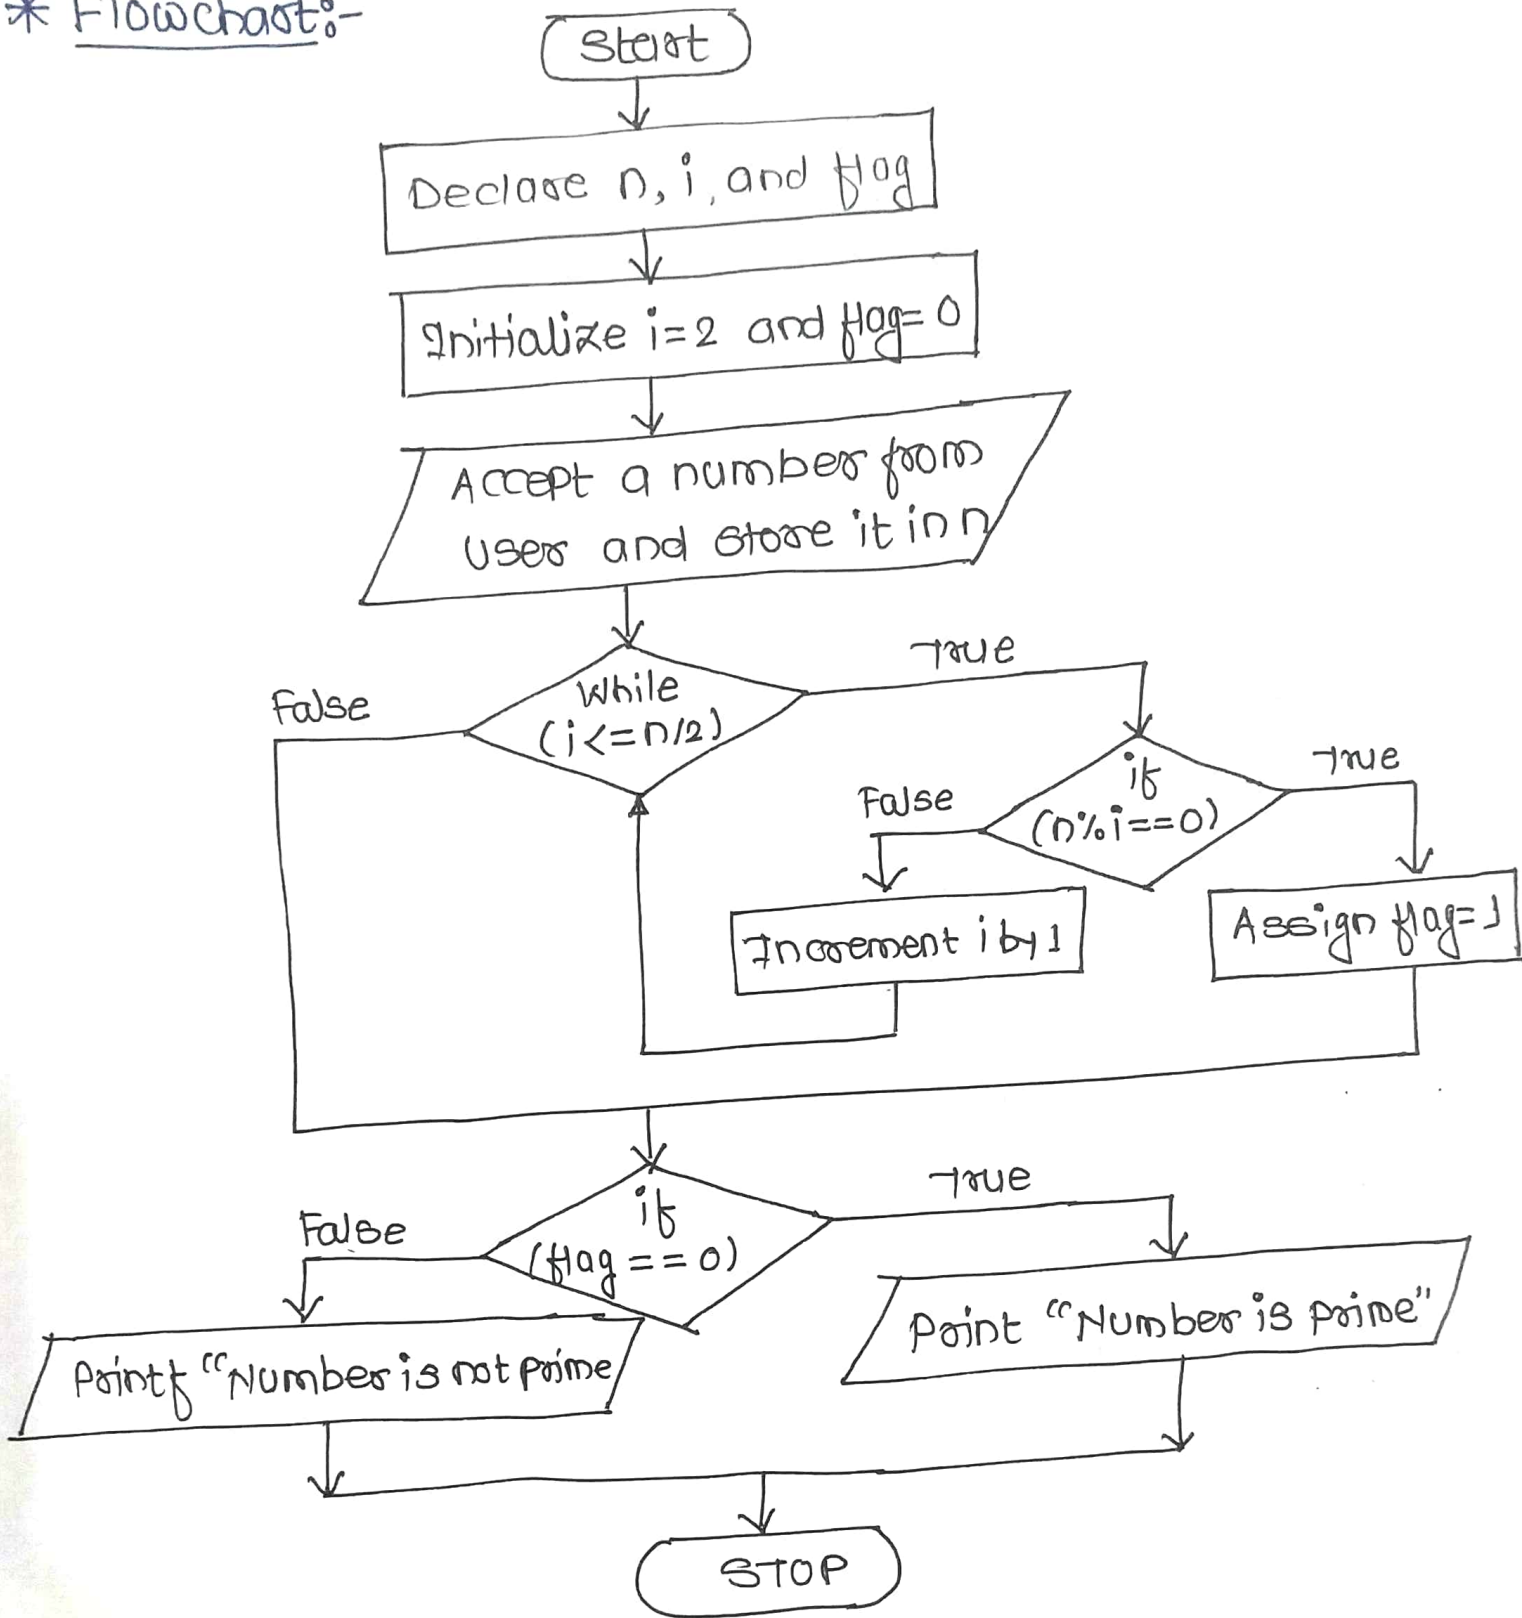 * Flowchart:-
Start
Declare n, i, and flag
Initialize i=2 and flag=0
Accept a number from
user and store it in n
True
False
While
(i<=n/2)
True
if
False
(n%i==0)
Increment i by 1
Assign flag=1
True
False
if
(flag==0)
Print "Number is prime"
Printf "Number is not prime
STOP